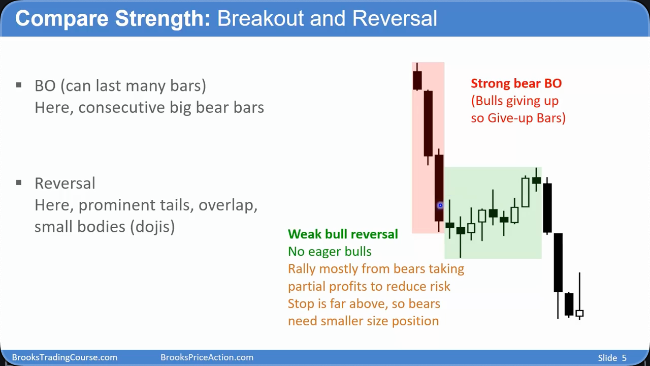 Compare Strength: Breakout and Reversal
▪ BO (can last many bars)
Here, consecutive big bear bars
▪ Reversal
Here, prominent tails, overlap,
small bodies (dojis)
Strong bear BO
(Bulls giving up
so Give-up Bars)
Weak bull reversal
No eager bulls
Rally mostly from bears taking
partial profits to reduce risk
Stop is far above, so bears
need smaller size position
BrooksTradingCourse.com BrooksPriceAction.com Slide 5